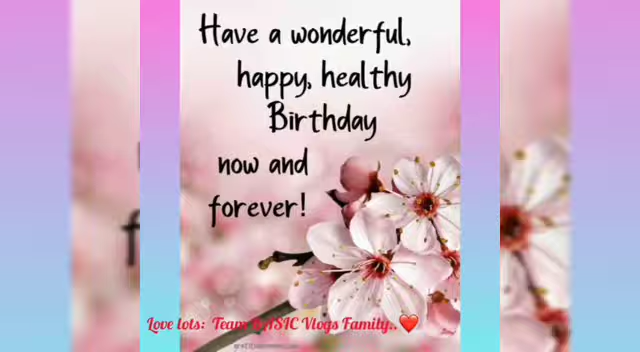 Have a wonderful,
happy, healthy
Birthday
now and
forever!
Love lots: Team Vlogs Family..❤️